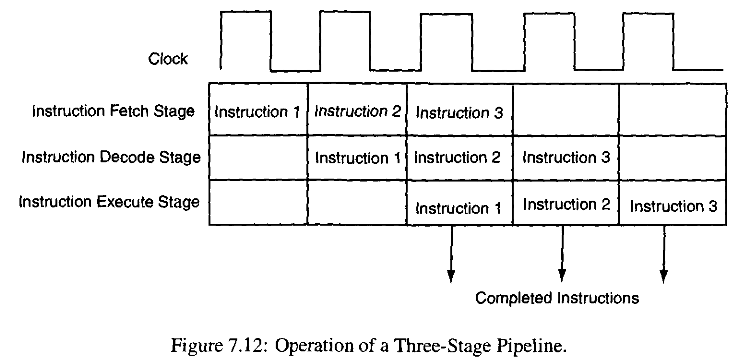 Clock
Instruction Fetch Stage Instruction 1 Instruction 2 Instruction 3
Instruction Decode Stage Instruction 1 Instruction 2 Instruction 3
Instruction Execute Stage Instruction 1 Instruction 2 Instruction 3
Completed Instructions
Figure 7.12: Operation of a Three-Stage Pipeline.